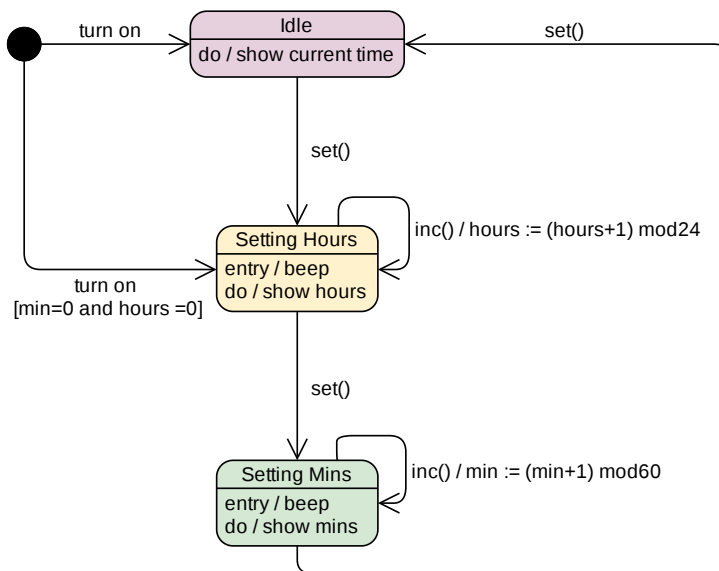 turn on
Idle
do / show current time
set()
set()
Setting Hours
entry / beep
do / show hours
inc() / hours := (hours+1) mod24
turn on
[min=0 and hours =0]
set()
Setting Mins
entry / beep
do / show mins
inc() / min := (min+1) mod60